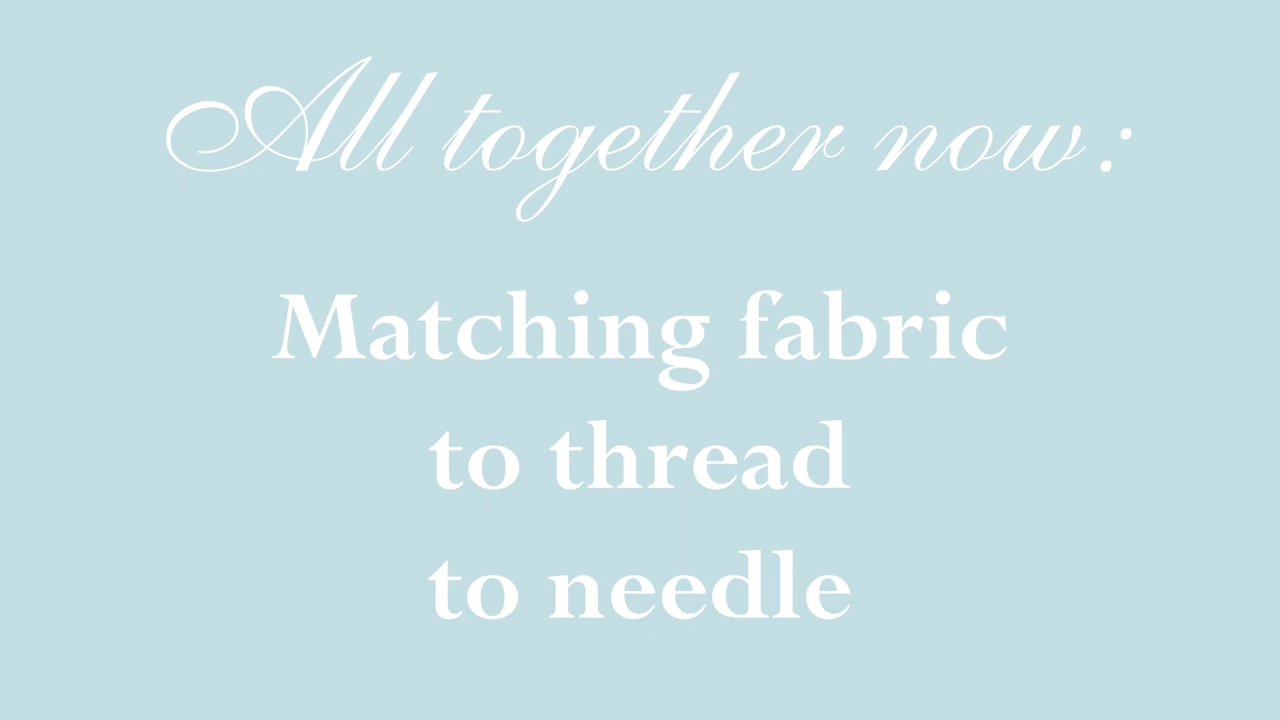 All together now:
Matching fabric
to thread
to needle